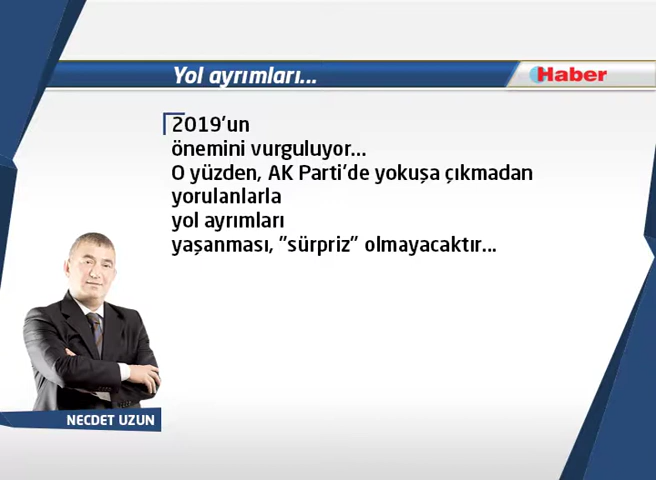 Yol ayrımları...
Haber
2019'un
önemini vurguluyor...
O yüzden, AK Parti'de yokuşa çıkmadan
yorulanlarla
yol ayrımları
yaşanması, "sürpriz" olmayacaktır...
NECDET UZUN